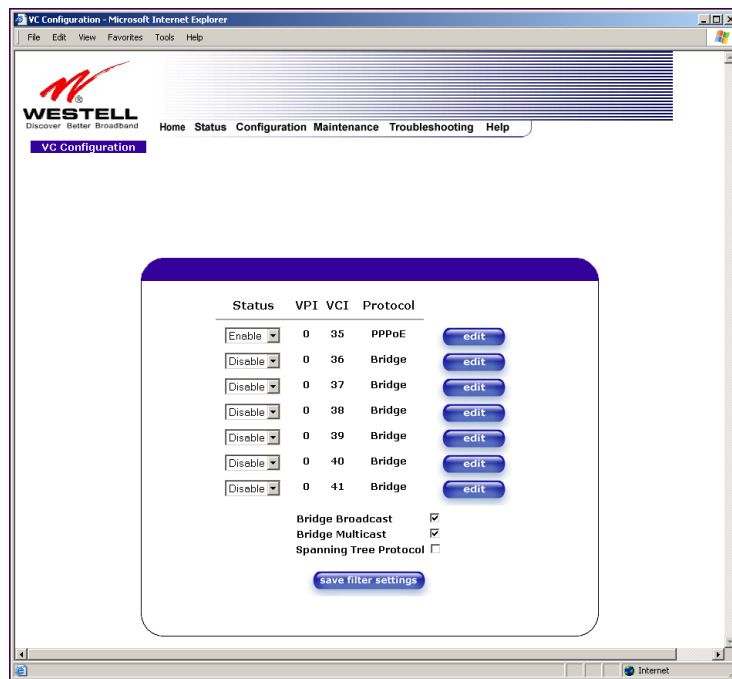 VC Configuration - Microsoft Internet Explorer
File Edit View Favorites Tools Help
WESTELL
®
Discover Better Broadband
Home Status Configuration Maintenance Troubleshooting Help
VC Configuration
Status VPI VCI Protocol
Enable 0 35 PPPoE edit
Disable 0 36 Bridge edit
Disable 0 37 Bridge edit
Disable 0 38 Bridge edit
Disable 0 39 Bridge edit
Disable 0 40 Bridge edit
Disable 0 41 Bridge edit
Bridge Broadcast
Bridge Multicast
Spanning Tree Protocol
save filter settings
Internet